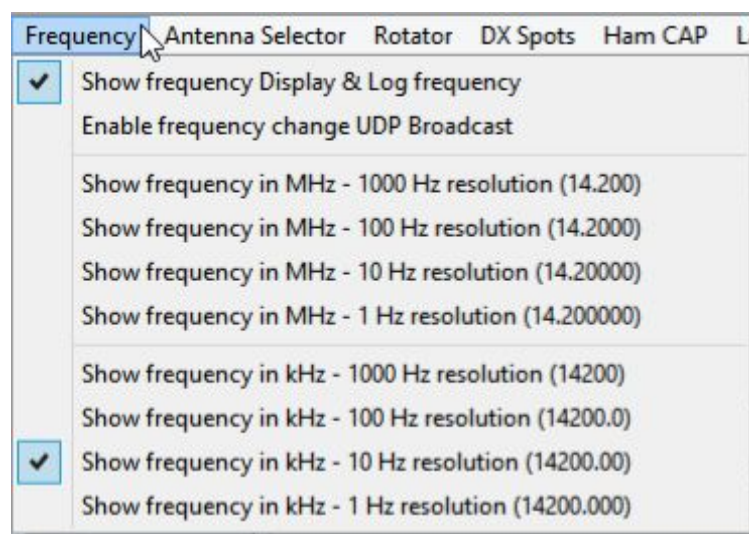 Frequency Antenna Selector Rotator DX Spots Ham CAP L
Show frequency Display & Log frequency
Enable frequency change UDP Broadcast
Show frequency in MHz - 1000 Hz resolution (14.200)
Show frequency in MHz - 100 Hz resolution (14.2000)
Show frequency in MHz - 10 Hz resolution (14.20000)
Show frequency in MHz - 1 Hz resolution (14.200000)
Show frequency in kHz - 1000 Hz resolution (14200)
Show frequency in kHz - 100 Hz resolution (14200.0)
Show frequency in kHz - 10 Hz resolution (14200.00)
Show frequency in kHz - 1 Hz resolution (14200.000)